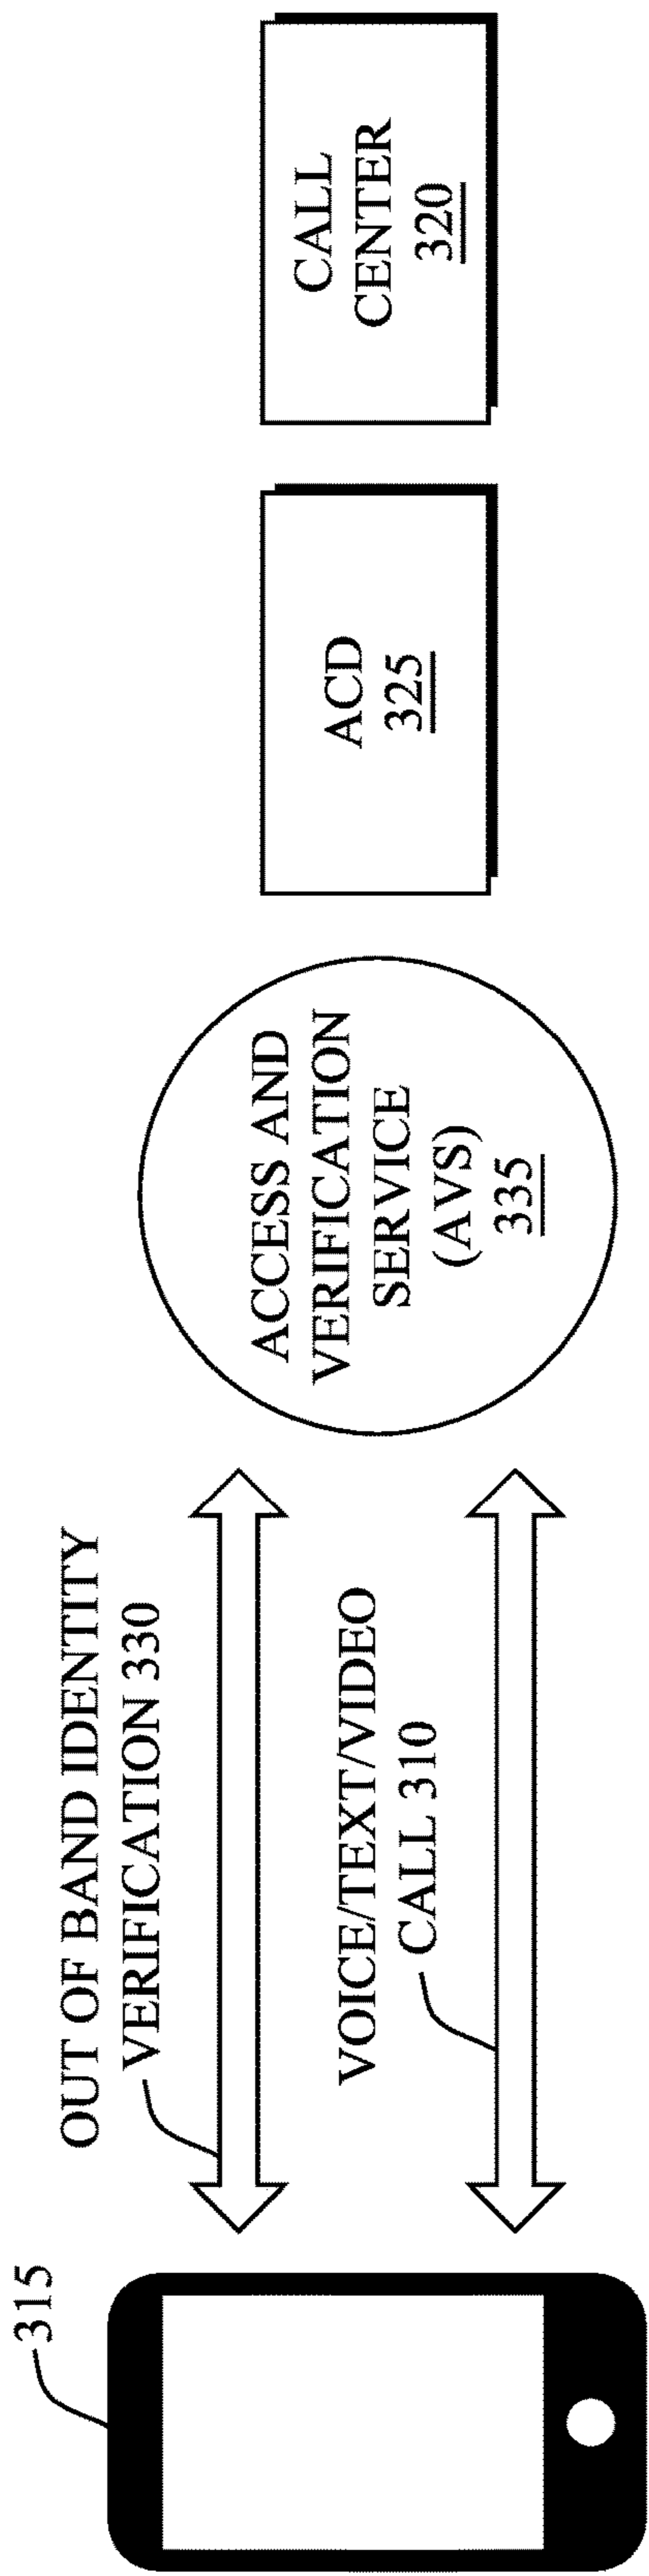 315
OUT OF BAND IDENTITY
VERIFICATION 330
VOICE/TEXT/VIDEO
CALL 310
ACCESS AND
VERIFICATION
SERVICE
(AVS)
335
ACD
325
CALL
CENTER
320